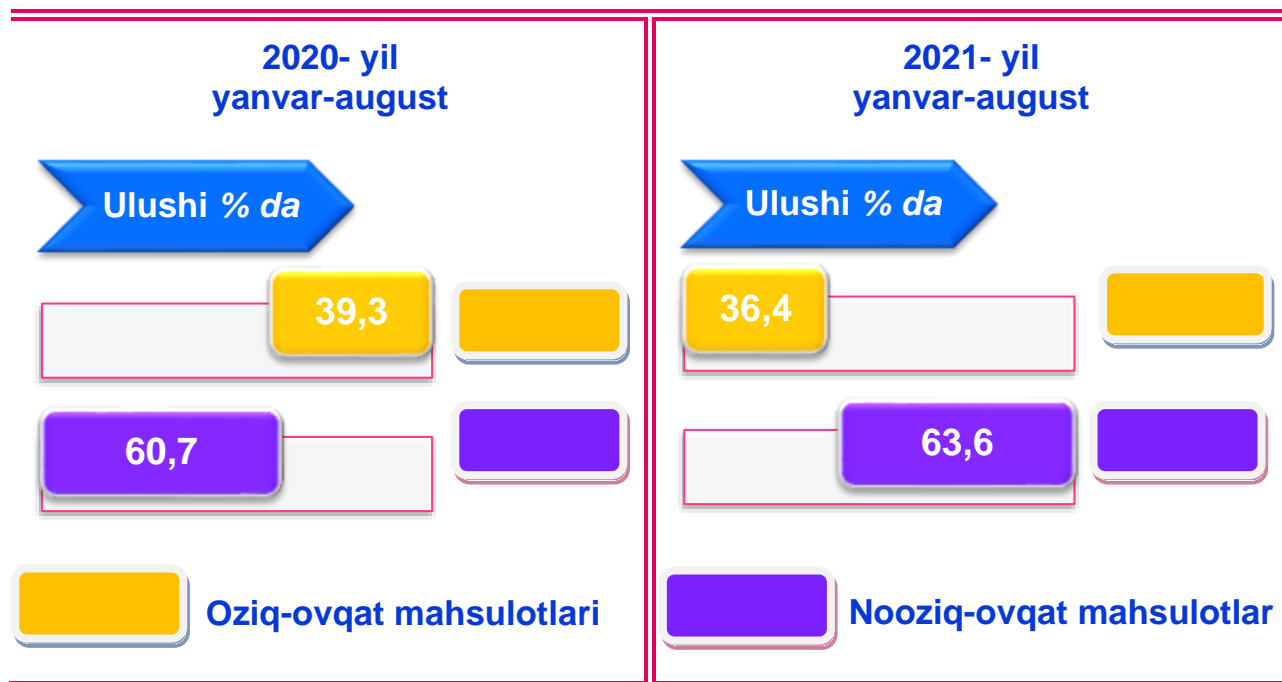 2020- yil
yanvar-august
Ulushi % da
39,3
60,7
Oziq-ovqat mahsulotlari
2021- yil
yanvar-august
Ulushi % da
36,4
63,6
Nooziq-ovqat mahsulotlar